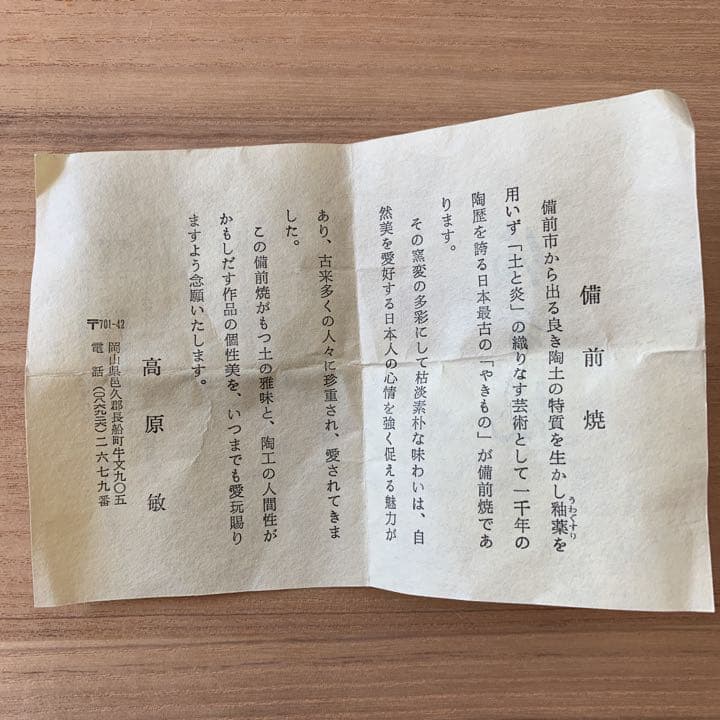 備前焼
備前市から出る良き陶土の特質を生かし釉薬を
うわぐすり
用いず「土と炎」の織りなす芸術として一千年の
陶歴を誇る日本最古の「やきもの」が備前焼であ
ります。
その窯変の多彩にして枯淡素朴な味わいは、自
然美を愛好する日本人の心情を強く促える魅力が
あり、古来多くの人々に珍重され、愛されてきま
した。
この備前焼がもつ土の雅味と、陶工の人間性が
かもしだす作品の個性美を、いつまでも愛玩賜り
ますよう念願いたします。
高原敏
〒701-42 岡山県邑久郡長船町牛文九〇五
電話 二六七九番